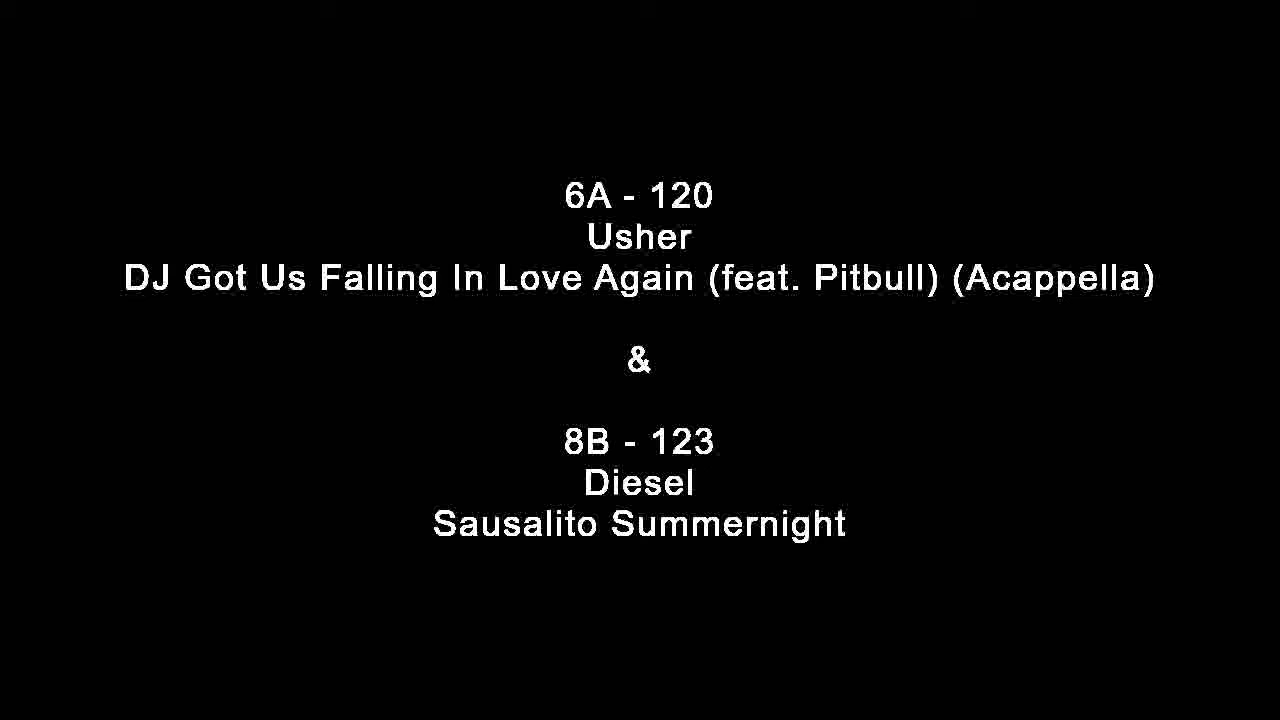 6A - 120
Usher
DJ Got Us Falling In Love Again (feat. Pitbull) (Acappella)
&
8B - 123
Diesel
Sausalito Summernight